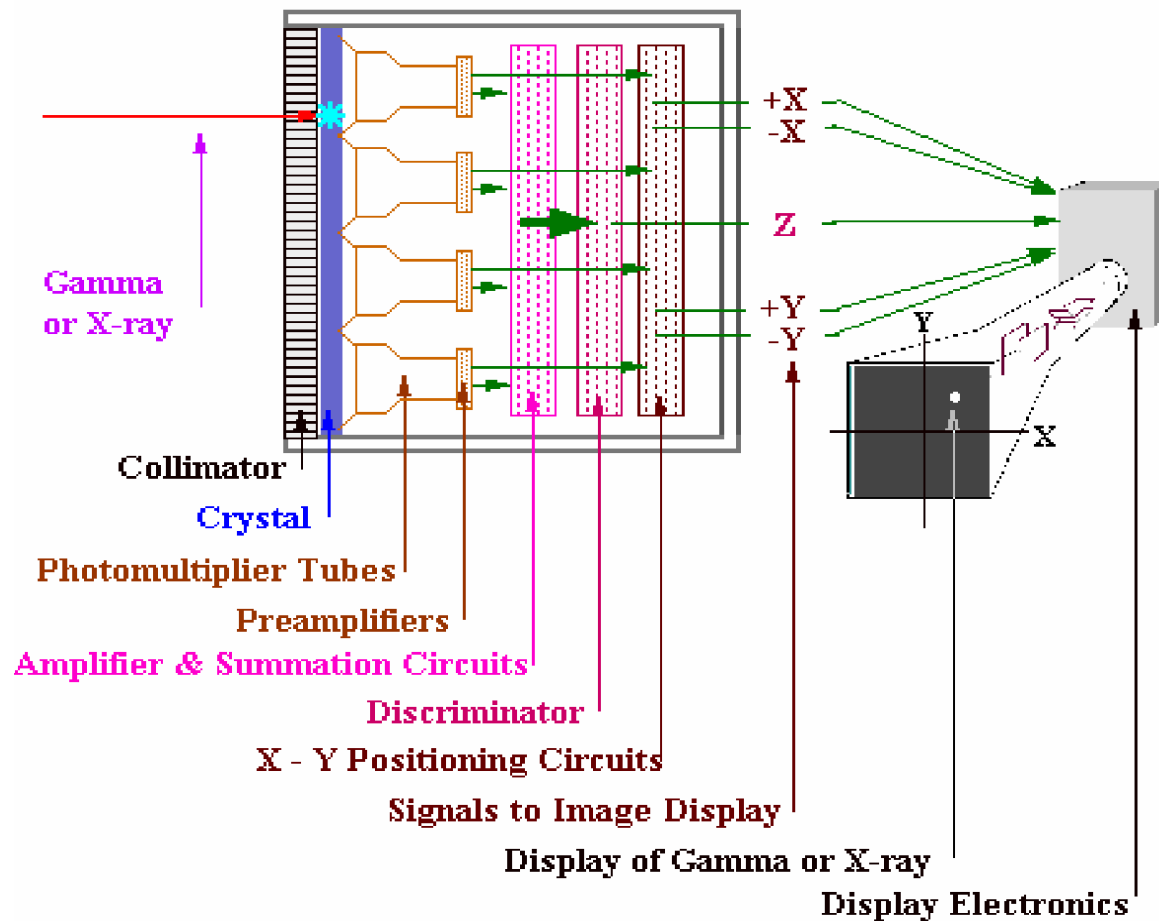 +X
-X
Z
Gamma
or X-ray
+Y
-Y
Y
X
Collimator
Crystal
Photomultiplier Tubes
Preamplifiers
Amplifier & Summation Circuits
Discriminator
X - Y Positioning Circuits
Signals to Image Display
Display of Gamma or X-ray
Display Electronics